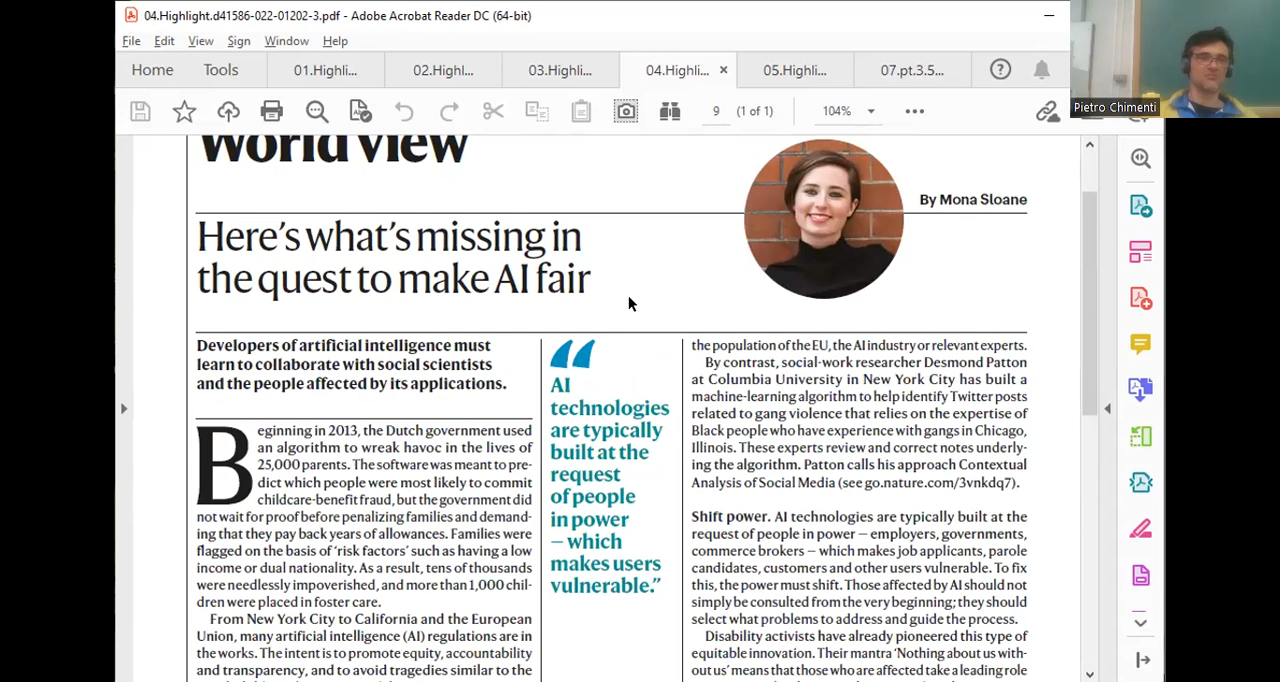 04.Highlight.d41586-022-01202-3.pdf - Adobe Acrobat Reader DC (64-bit)
File Edit View Sign Window Help
Home Tools 01.Highli... 02.Highl... 03.Highli... 04.Highli... × 05.Highli... 07.pt.3.5...
9 (1 of 1) 104%
Pietro Chimenti
World view
By Mona Sloane
Here's what's missing in
the quest to make AI fair
Developers of artificial intelligence must
learn to collaborate with social scientists
and the people affected by its applications.
Beginning in 2013, the Dutch government used
an algorithm to wreak havoc in the lives of
25,000 parents. The software was meant to pre-
dict which people were most likely to commit
childcare-benefit fraud, but the government did
not wait for proof before penalizing families and demand-
ing that they pay back years of allowances. Families were
flagged on the basis of 'risk factors' such as having a low
income or dual nationality. As a result, tens of thousands
were needlessly impoverished, and more than 1,000 chil-
dren were placed in foster care.
From New York City to California and the European
Union, many artificial intelligence (AI) regulations are in
the works. The intent is to promote equity, accountability
and transparency, and to avoid tragedies similar to the
“
AI
technologies
are typically
built at the
request
of people
in power
– which
makes users
vulnerable.”
the population of the EU, the AI industry or relevant experts.
By contrast, social-work researcher Desmond Patton
at Columbia University in New York City has built a
machine-learning algorithm to help identify Twitter posts
related to gang violence that relies on the expertise of
Black people who have experience with gangs in Chicago,
Illinois. These experts review and correct notes underly-
ing the algorithm. Patton calls his approach Contextual
Analysis of Social Media (see go.nature.com/3vnkdq7).
Shift power. AI technologies are typically built at the
request of people in power — employers, governments,
commerce brokers — which makes job applicants, parole
candidates, customers and other users vulnerable. To fix
this, the power must shift. Those affected by AI should not
simply be consulted from the very beginning; they should
select what problems to address and guide the process.
Disability activists have already pioneered this type of
equitable innovation. Their mantra 'Nothing about us with-
out us' means that those who are affected take a leading role